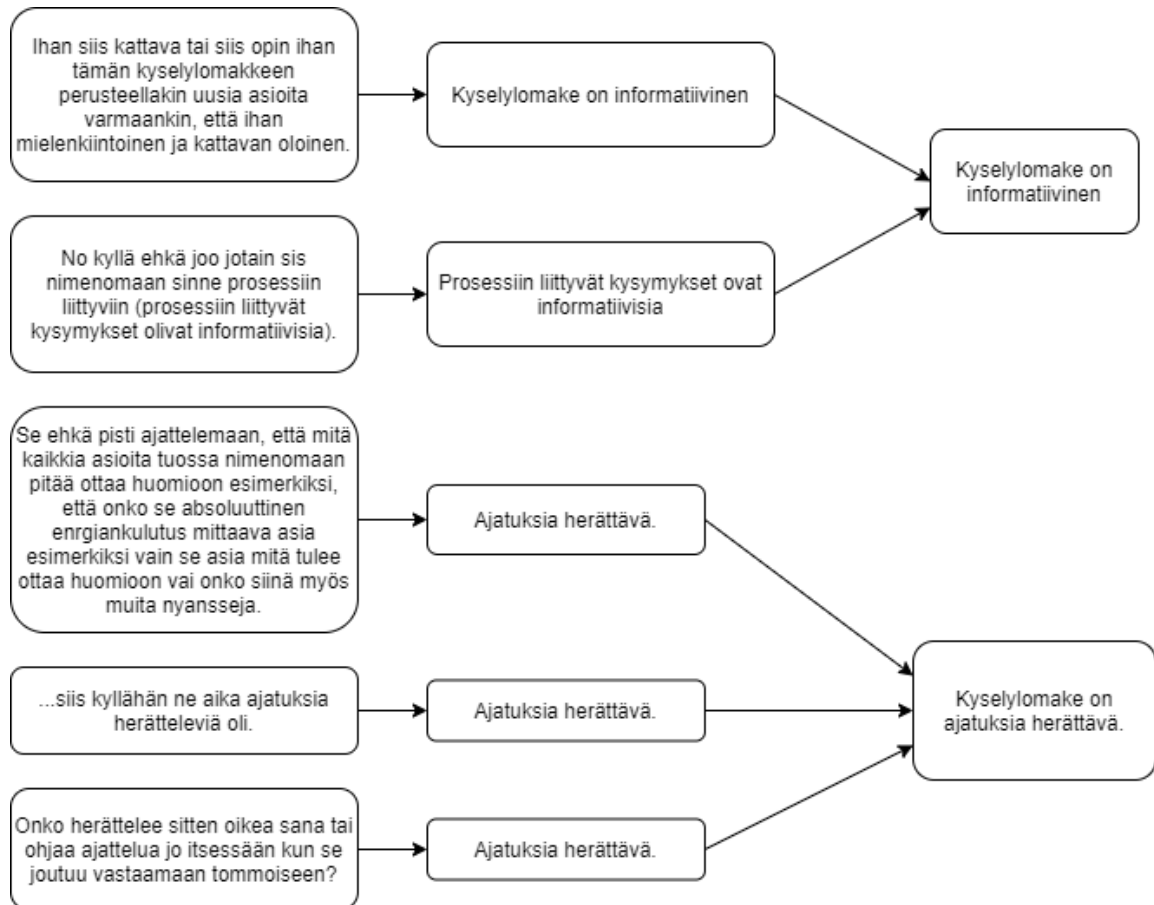 Ihan siis kattava tai siis opin ihan
tämän kyselylomakkeen
perusteellakin uusia asioita
varmaankin, että ihan
mielenkiintoinen ja kattavan oloinen.
Kyselylomake on informatiivinen
Kyselylomake on
informatiivinen
No kyllä ehkä joo jotain sis
nimenomaan sinne prosessiin
liittyviin (prosessiin liittyvät
kysymykset olivat informatiivisia).
Prosessiin liittyvät kysymykset ovat
informatiivisia
Se ehkä pisti ajattelemaan, että mitä
kaikkia asioita tuossa nimenomaan
pitää ottaa huomioon esimerkiksi,
että onko se absoluuttinen
enrgiankulutus mittaava asia
esimerkiksi vain se asia mitä tulee
ottaa huomioon vai onko siinä myös
muita nyansseja.
Ajatuksia herättävä.
...siis kyllähän ne aika ajatuksia
herätteleviä oli.
Ajatuksia herättävä.
Kyselylomake on
ajatuksia herättävä.
Onko herättelee sitten oikea sana tai
ohjaa ajattelua jo itsessään kun se
joutuu vastaamaan tommoiseen?
Ajatuksia herättävä.